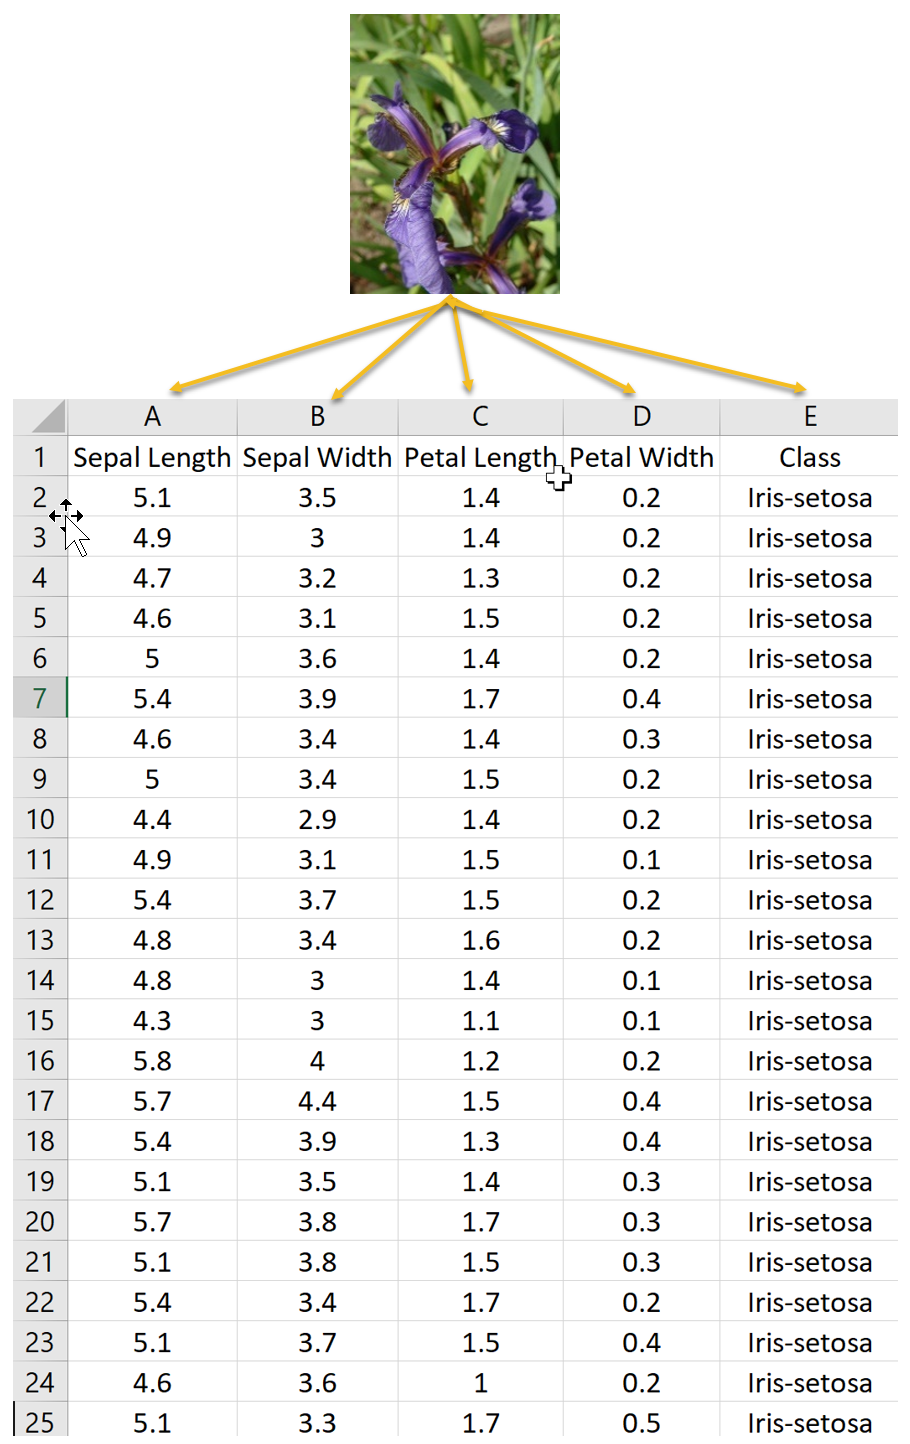 A B C D E
1 Sepal Length Sepal Width Petal Length Petal Width Class
2 5.1 3.5 1.4 0.2 Iris-setosa
3 4.9 3 1.4 0.2 Iris-setosa
4 4.7 3.2 1.3 0.2 Iris-setosa
5 4.6 3.1 1.5 0.2 Iris-setosa
6 5 3.6 1.4 0.2 Iris-setosa
7 5.4 3.9 1.7 0.4 Iris-setosa
8 4.6 3.4 1.4 0.3 Iris-setosa
9 5 3.4 1.5 0.2 Iris-setosa
10 4.4 2.9 1.4 0.2 Iris-setosa
11 4.9 3.1 1.5 0.1 Iris-setosa
12 5.4 3.7 1.5 0.2 Iris-setosa
13 4.8 3.4 1.6 0.2 Iris-setosa
14 4.8 3 1.4 0.1 Iris-setosa
15 4.3 3 1.1 0.1 Iris-setosa
16 5.8 4 1.2 0.2 Iris-setosa
17 5.7 4.4 1.5 0.4 Iris-setosa
18 5.4 3.9 1.3 0.4 Iris-setosa
19 5.1 3.5 1.4 0.3 Iris-setosa
20 5.7 3.8 1.7 0.3 Iris-setosa
21 5.1 3.8 1.5 0.3 Iris-setosa
22 5.4 3.4 1.7 0.2 Iris-setosa
23 5.1 3.7 1.5 0.4 Iris-setosa
24 4.6 3.6 1 0.2 Iris-setosa
25 5.1 3.3 1.7 0.5 Iris-setosa